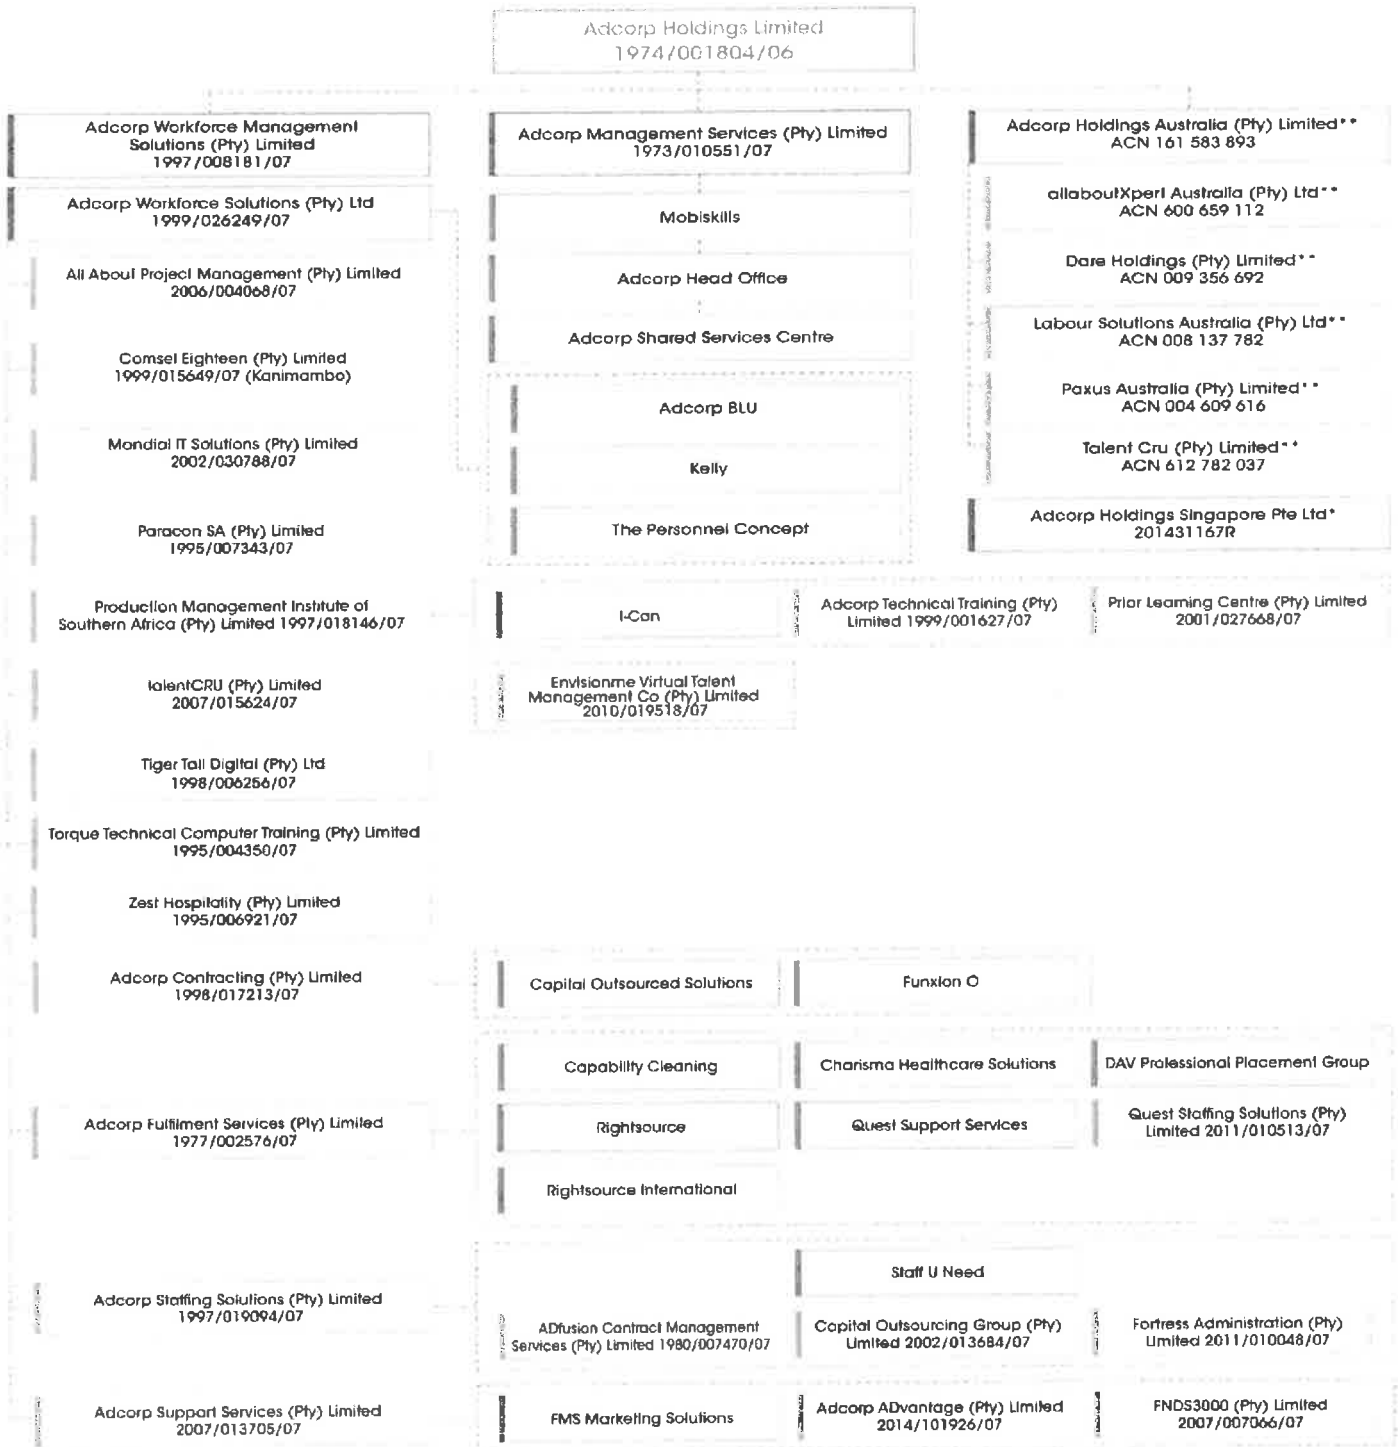 Adcorp Holdings Limited
1974/001804/06
Adcorp Workforce Management
Solutions (Pty) Limited
1997/008181/07
Adcorp Management Services (Pty) Limited
1973/010551/07
Adcorp Holdings Australia (Pty) Limited**
ACN 161 583 893
Adcorp Workforce Solutions (Pty) Ltd
1999/026249/07
Mobiskills
allaboutXpert Australia (Pty) Ltd**
ACN 600 659 112
All About Project Management (Pty) Limited
2006/004068/07
Adcorp Head Office
Dare Holdings (Pty) Limited**
ACN 009 356 692
Comsel Eighteen (Pty) Limited
1999/015649/07 (Kanimambo)
Adcorp Shared Services Centre
Labour Solutions Australia (Pty) Ltd**
ACN 008 137 782
Adcorp BLU
Paxus Australia (Pty) Limited**
ACN 004 609 616
Mondial IT Solutions (Pty) Limited
2002/030788/07
Kelly
Talent Cru (Pty) Limited**
ACN 612 782 037
Paracon SA (Pty) Limited
1995/007343/07
The Personnel Concept
Adcorp Holdings Singapore Pte Ltd*
201431167R
Production Management Institute of
Southern Africa (Pty) Limited 1997/018146/07
I-Can
Adcorp Technical Training (Pty)
Limited 1999/001627/07
Prior Learning Centre (Pty) Limited
2001/027668/07
talentCRU (Pty) Limited
2007/015624/07
Envisionme Virtual Talent
Management Co (Pty) Limited
2010/019518/07
Tiger Tail Digital (Pty) Ltd
1998/006256/07
Torque Technical Computer Training (Pty) Limited
1995/004350/07
Zest Hospitality (Pty) Limited
1995/006921/07
Adcorp Contracting (Pty) Limited
1998/017213/07
Capital Outsourced Solutions
Funxion O
Adcorp Fulfilment Services (Pty) Limited
1977/002576/07
Capability Cleaning
Charisma Healthcare Solutions
DAV Professional Placement Group
Rightsource
Quest Support Services
Quest Staffing Solutions (Pty)
Limited 2011/010513/07
Rightsource International
Adcorp Staffing Solutions (Pty) Limited
1997/019094/07
Staff U Need
ADfusion Contract Management
Services (Pty) Limited 1980/007470/07
Capital Outsourcing Group (Pty)
Limited 2002/013684/07
Fortress Administration (Pty)
Limited 2011/010048/07
Adcorp Support Services (Pty) Limited
2007/013705/07
FMS Marketing Solutions
Adcorp ADvantage (Pty) Limited
2014/101926/07
FNDS3000 (Pty) Limited
2007/007066/07